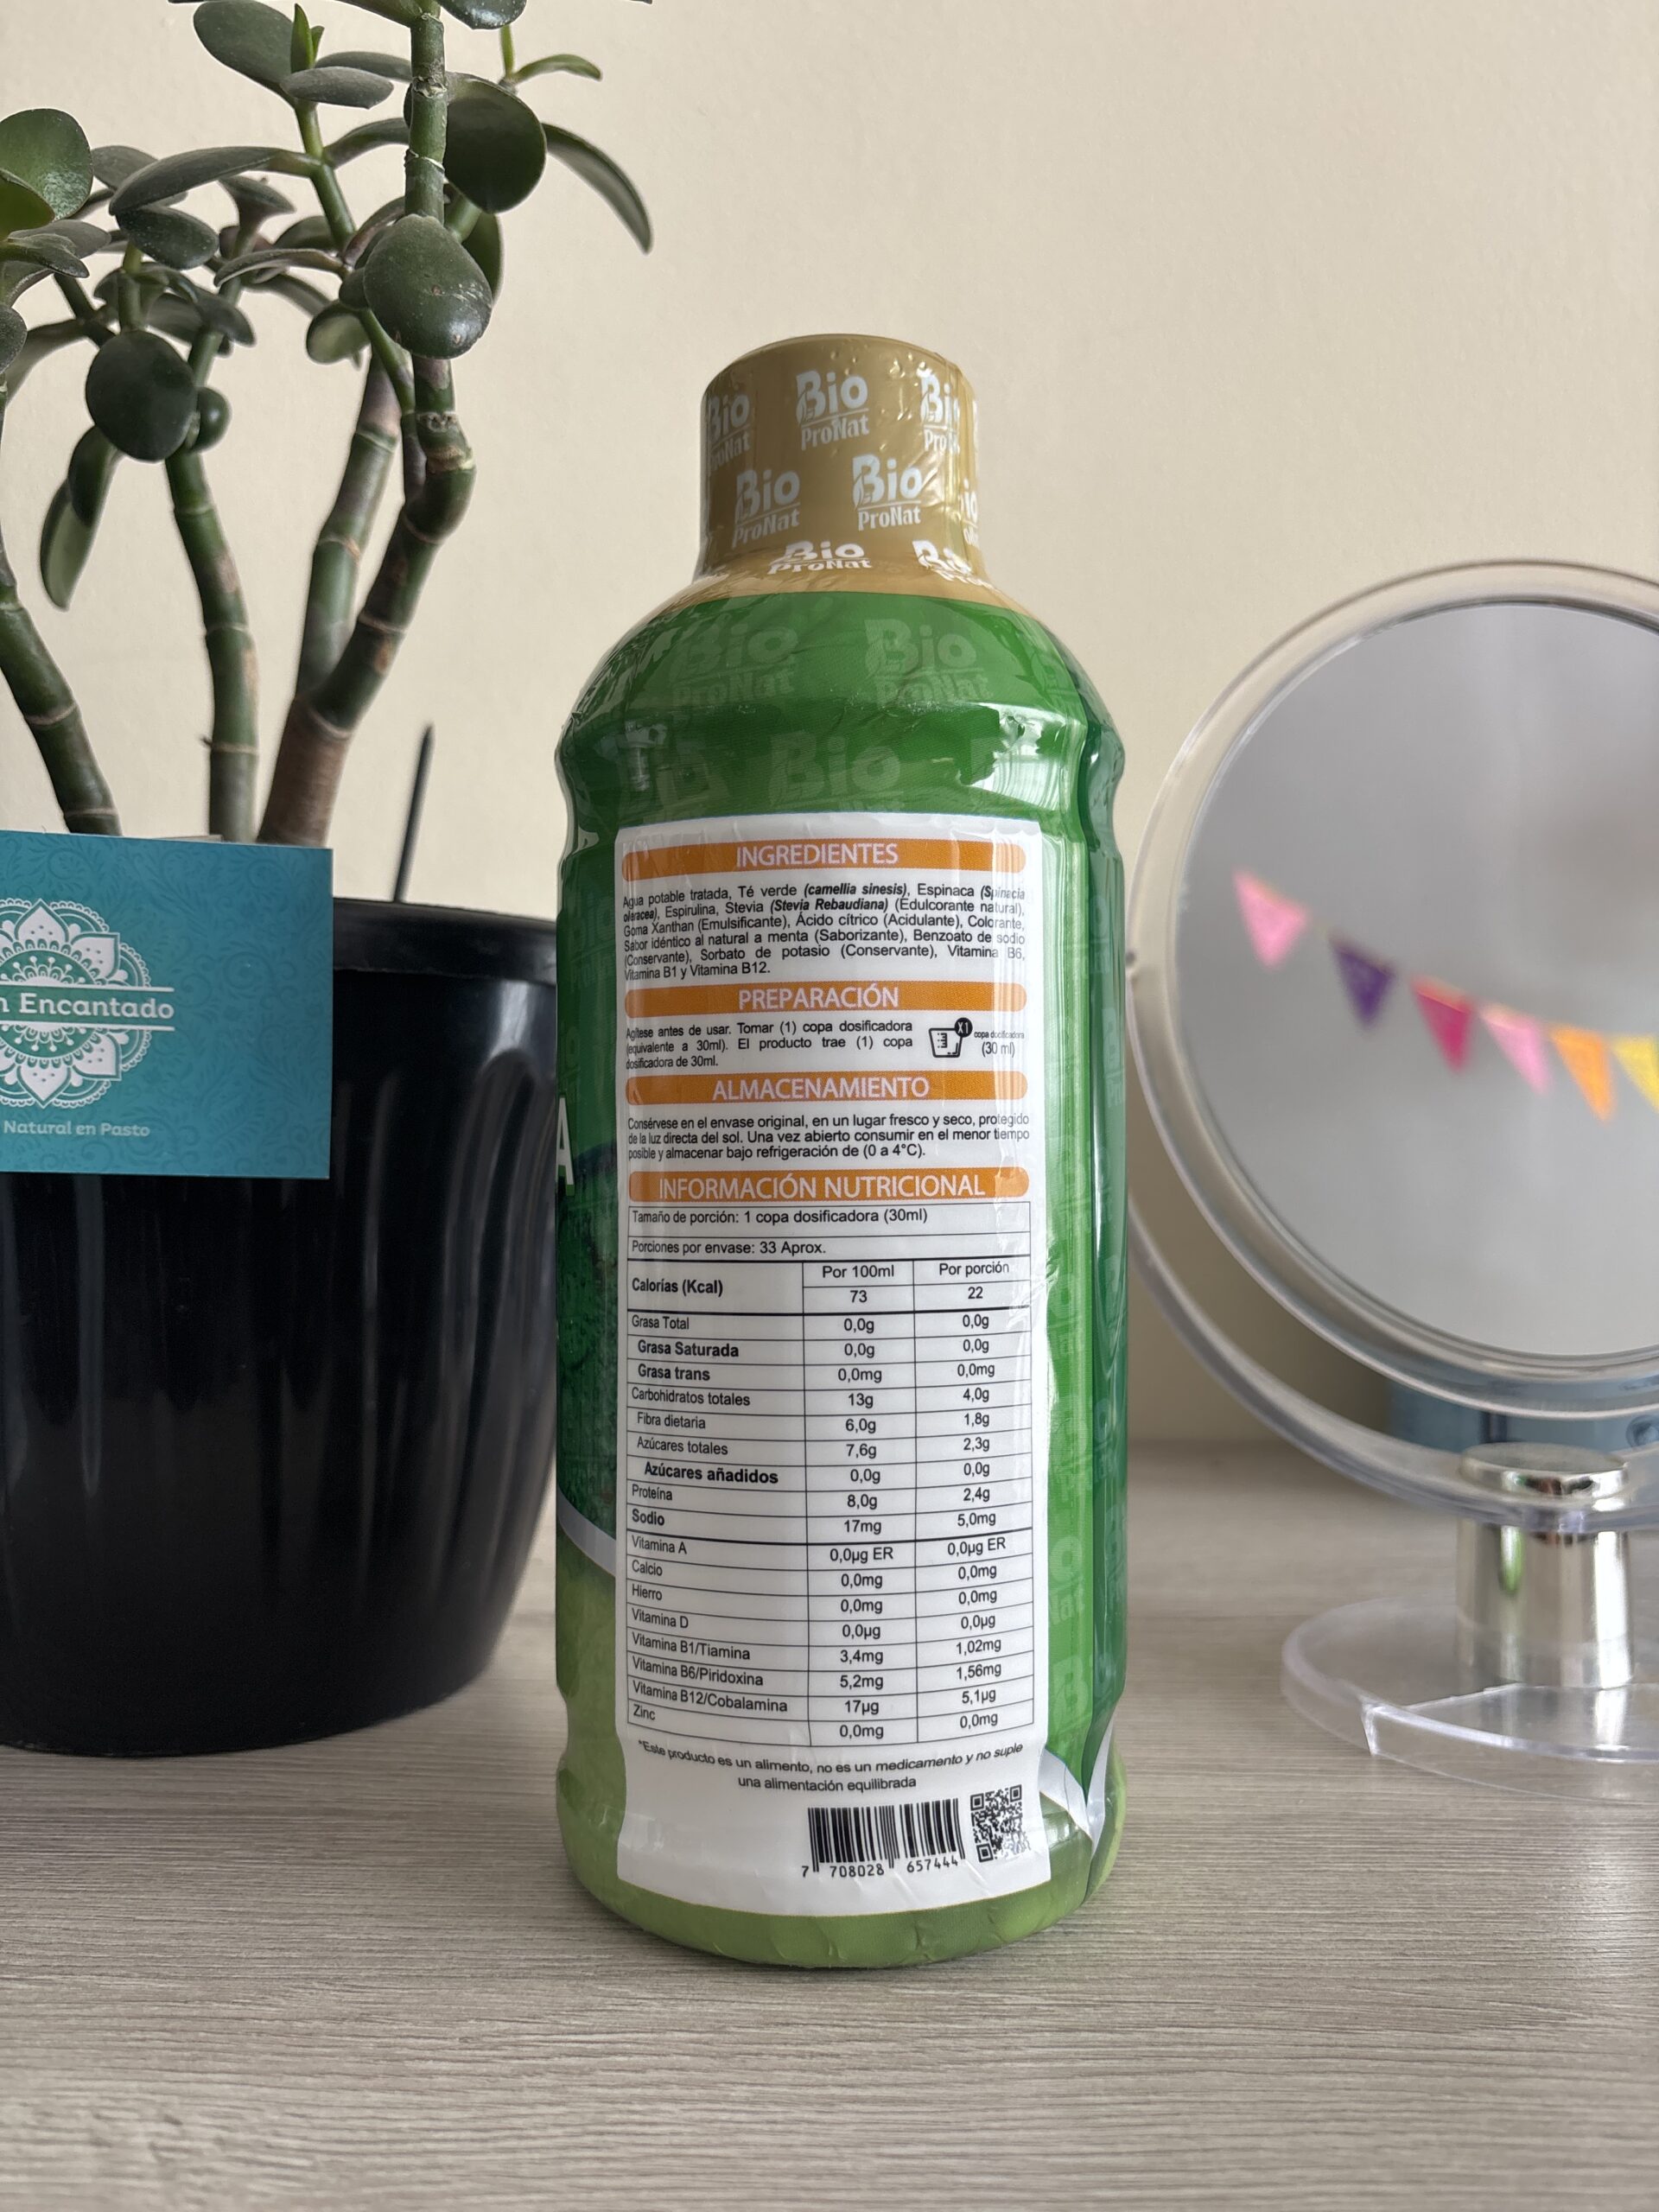 Bio
ProNat
Bio
ProNat
Bio
ProNat
Bio
ProNat
Bio
ProNat
Bio
INGREDIENTES
Agua potable tratada, Té verde (camellia sinesis), Espinaca (Spinacia
oleracea), Espirulina, Stevia (Stevia Rebaudiana) (Edulcorante natural),
Goma Xanthan (Emulsificante), Ácido cítrico (Acidulante), Colorante,
Sabor idéntico al natural a menta (Saborizante), Benzoato de sodio
(Conservante), Sorbato de potasio (Conservante), Vitamina B6,
Vitamina B1 y Vitamina B12.
PREPARACIÓN
Agítese antes de usar. Tomar (1) copa dosificadora
(equivalente a 30ml). El producto trae (1) copa
dosificadora de 30ml.
X1
copa dosificadora
(30 ml)
ALMACENAMIENTO
Consérvese en el envase original, en un lugar fresco y seco, protegido
de la luz directa del sol. Una vez abierto consumir en el menor tiempo
posible y almacenar bajo refrigeración de (0 a 4°C).
INFORMACIÓN NUTRICIONAL
Tamaño de porción: 1 copa dosificadora (30ml)
Porciones por envase: 33 Aprox.
Calorías (Kcal) Por 100ml Por porción
73 22
Grasa Total 0,0g 0,0g
Grasa Saturada 0,0g 0,0g
Grasa trans 0,0mg 0,0mg
Carbohidratos totales 13g 4,0g
Fibra dietaria 6,0g 1,8g
Azúcares totales 7,6g 2,3g
Azúcares añadidos 0,0g 0,0g
Proteína 8,0g 2,4g
Sodio 17mg 5,0mg
Vitamina A 0,0µg ER 0,0µg ER
Calcio 0,0mg 0,0mg
Hierro 0,0mg 0,0mg
Vitamina D 0,0µg 0,0µg
Vitamina B1/Tiamina 3,4mg 1,02mg
Vitamina B6/Piridoxina 5,2mg 1,56mg
Vitamina B12/Cobalamina 17µg 5,1µg
Zinc 0,0mg 0,0mg
*Este producto es un alimento, no es un medicamento y no suple
una alimentación equilibrada
7 708028 657444
Encantado
Natural en Pasto